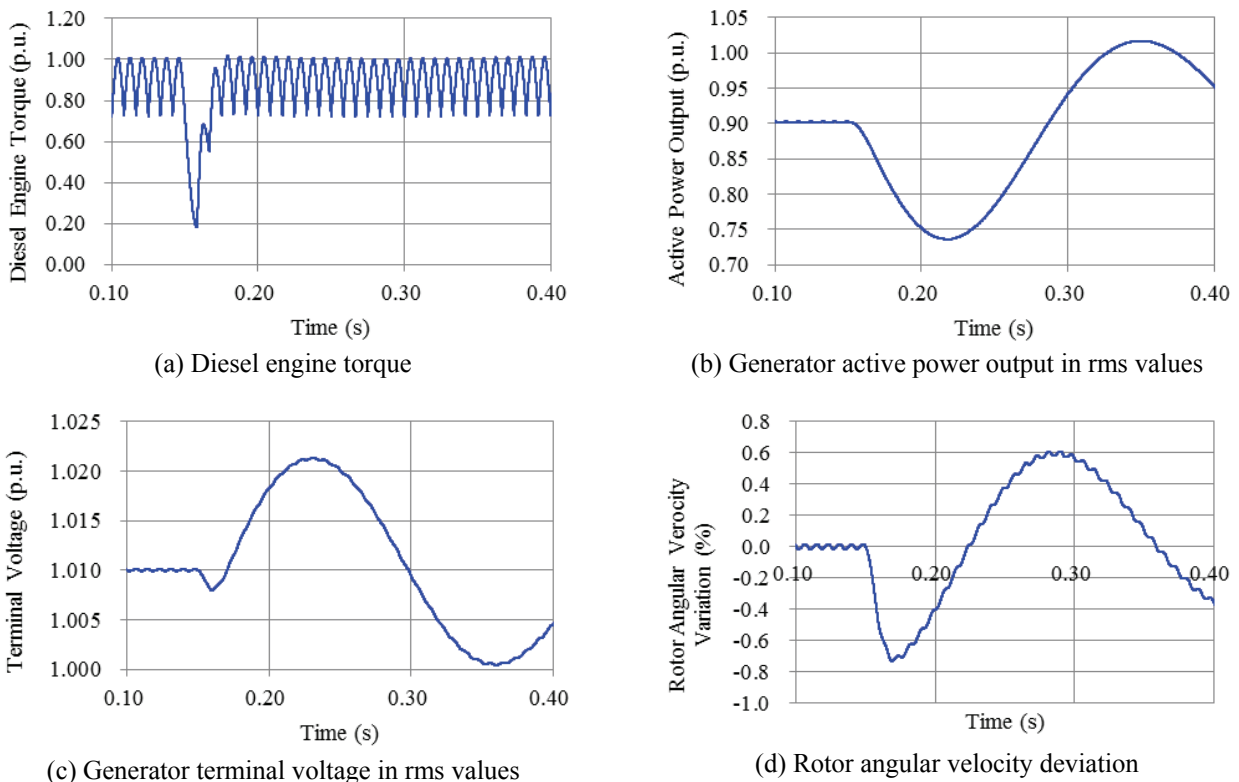 Diesel Engine Torque (p.u.)
1.20
1.00
0.80
0.60
0.40
0.20
0.00
0.10 0.20 0.30 0.40
Time (s)
(a) Diesel engine torque
Active Power Output (p.u.)
1.05
1.00
0.95
0.90
0.85
0.80
0.75
0.70
0.10 0.20 0.30 0.40
Time (s)
(b) Generator active power output in rms values
Terminal Voltage (p.u.)
1.025
1.020
1.015
1.010
1.005
1.000
0.10 0.20 0.30 0.40
Time (s)
(c) Generator terminal voltage in rms values
Rotor Angular Verocity
Variation (%)
0.8
0.6
0.4
0.2
0.0
-0.2
-0.4
-0.6
-0.8
-1.0
0.10 0.20 0.30 0.40
Time (s)
(d) Rotor angular velocity deviation